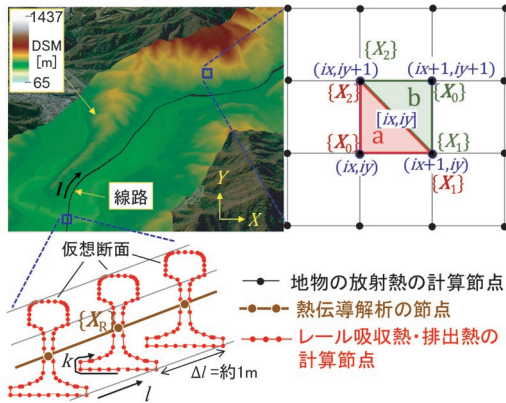 1437
DSM
[m]
65
l
線路
Y
X
{X₂}
(ix,iy+1)
(ix+1,iy+1)
{X₂}
{X₀}
b
[ix,iy]
{X₀}
a
{X₁}
(ix,iy)
(ix+1,iy)
{X₁}
仮想断面
{X_R}
k
l
Δl=約1m
地物の放射熱の計算節点
熱伝導解析の節点
レール吸収熱・排出熱の
計算節点